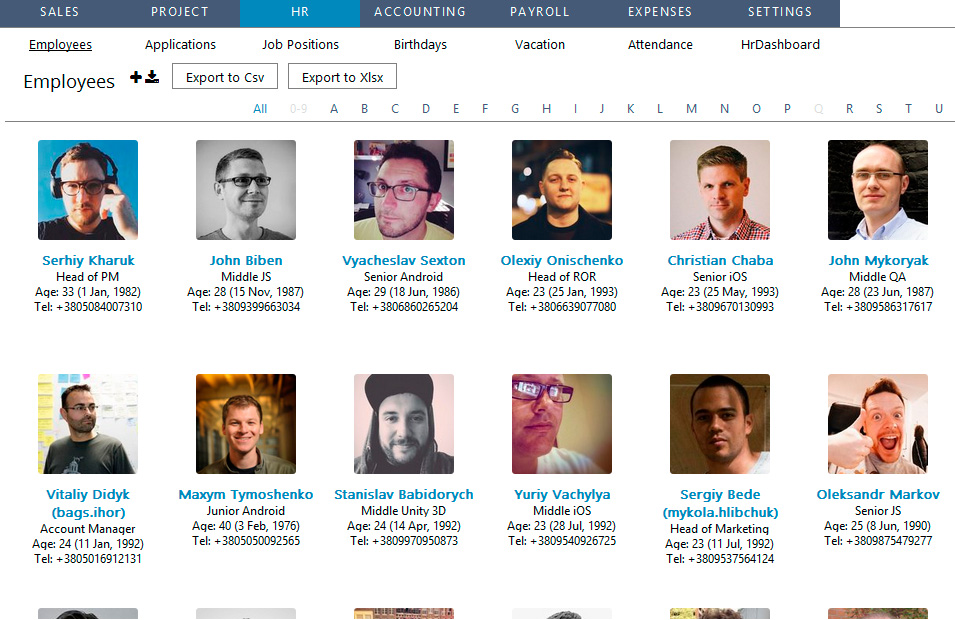 SALES PROJECT HR ACCOUNTING PAYROLL EXPENSES SETTINGS
Employees Applications Job Positions Birthdays Vacation Attendance HrDashboard
Employees Export to Csv Export to Xlsx
All 0-9 A B C D E F G H I J K L M N O P Q R S T U
Serhiy Kharuk John Biben Vyacheslav Sexton Olexiy Onischenko Christian Chaba John Mykoryak
Head of PM Middle JS Senior Android Head of ROR Senior iOS Middle QA
Age: 33 (1 Jan, 1982) Age: 28 (15 Nov, 1987) Age: 29 (18 Jun, 1986) Age: 23 (25 Jan, 1993) Age: 23 (25 May, 1993) Age: 28 (23 Jun, 1987)
Tel: +3805084007310 Tel: +3809399663034 Tel: +3806860265204 Tel: +3806639077080 Tel: +3809670130993 Tel: +3809586317617
Vitaliy Didyk Maxym Tymoshenko Stanislav Babidorych Yuriy Vachylya Sergiy Bede Oleksandr Markov
(bags.ihor) Junior Android Middle Unity 3D Middle iOS (mykola.hlibchuk) Senior JS
Account Manager Age: 40 (3 Feb, 1976) Age: 24 (14 Apr, 1992) Age: 23 (28 Jul, 1992) Head of Marketing Age: 25 (8 Jun, 1990)
Age: 24 (11 Jan, 1992) Tel: +3805050092565 Tel: +3809970950873 Tel: +3809540926725 Age: 23 (11 Jul, 1992) Tel: +3809875479277
Tel: +3805016912131 Tel: +3809537564124